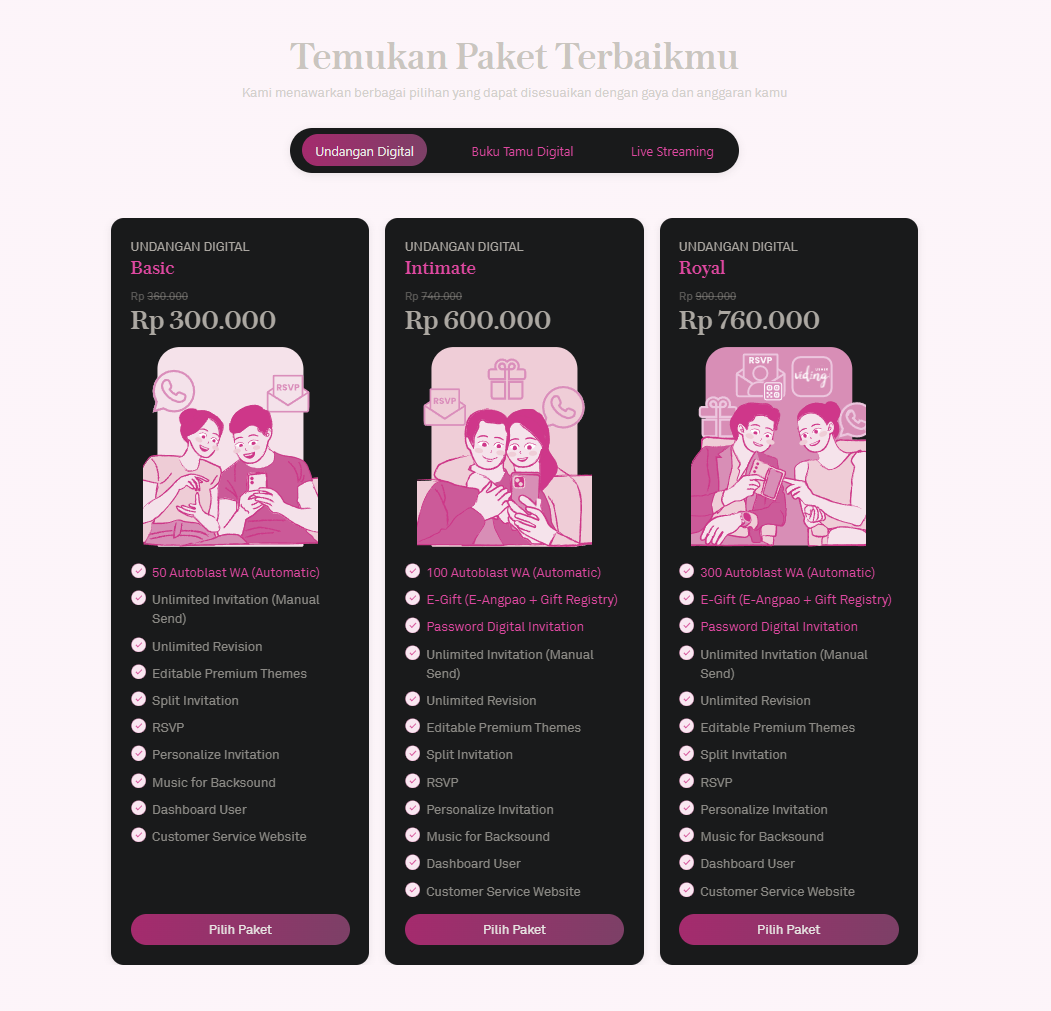 Temukan Paket Terbaikmu
Kami menawarkan berbagai pilihan yang dapat disesuaikan dengan gaya dan anggaran kamu
Undangan Digital
Buku Tamu Digital
Live Streaming
UNDANGAN DIGITAL
Basic
Rp 360.000
Rp 300.000
RSVP
50 Autoblast WA (Automatic)
Unlimited Invitation (Manual
Send)
Unlimited Revision
Editable Premium Themes
Split Invitation
RSVP
Personalize Invitation
Music for Backsound
Dashboard User
Customer Service Website
Pilih Paket
UNDANGAN DIGITAL
Intimate
Rp 740.000
Rp 600.000
RSVP
100 Autoblast WA (Automatic)
E-Gift (E-Angpao + Gift Registry)
Password Digital Invitation
Unlimited Invitation (Manual
Send)
Unlimited Revision
Editable Premium Themes
Split Invitation
RSVP
Personalize Invitation
Music for Backsound
Dashboard User
Customer Service Website
Pilih Paket
UNDANGAN DIGITAL
Royal
Rp 900.000
Rp 760.000
RSVP
viding
300 Autoblast WA (Automatic)
E-Gift (E-Angpao + Gift Registry)
Password Digital Invitation
Unlimited Invitation (Manual
Send)
Unlimited Revision
Editable Premium Themes
Split Invitation
RSVP
Personalize Invitation
Music for Backsound
Dashboard User
Customer Service Website
Pilih Paket